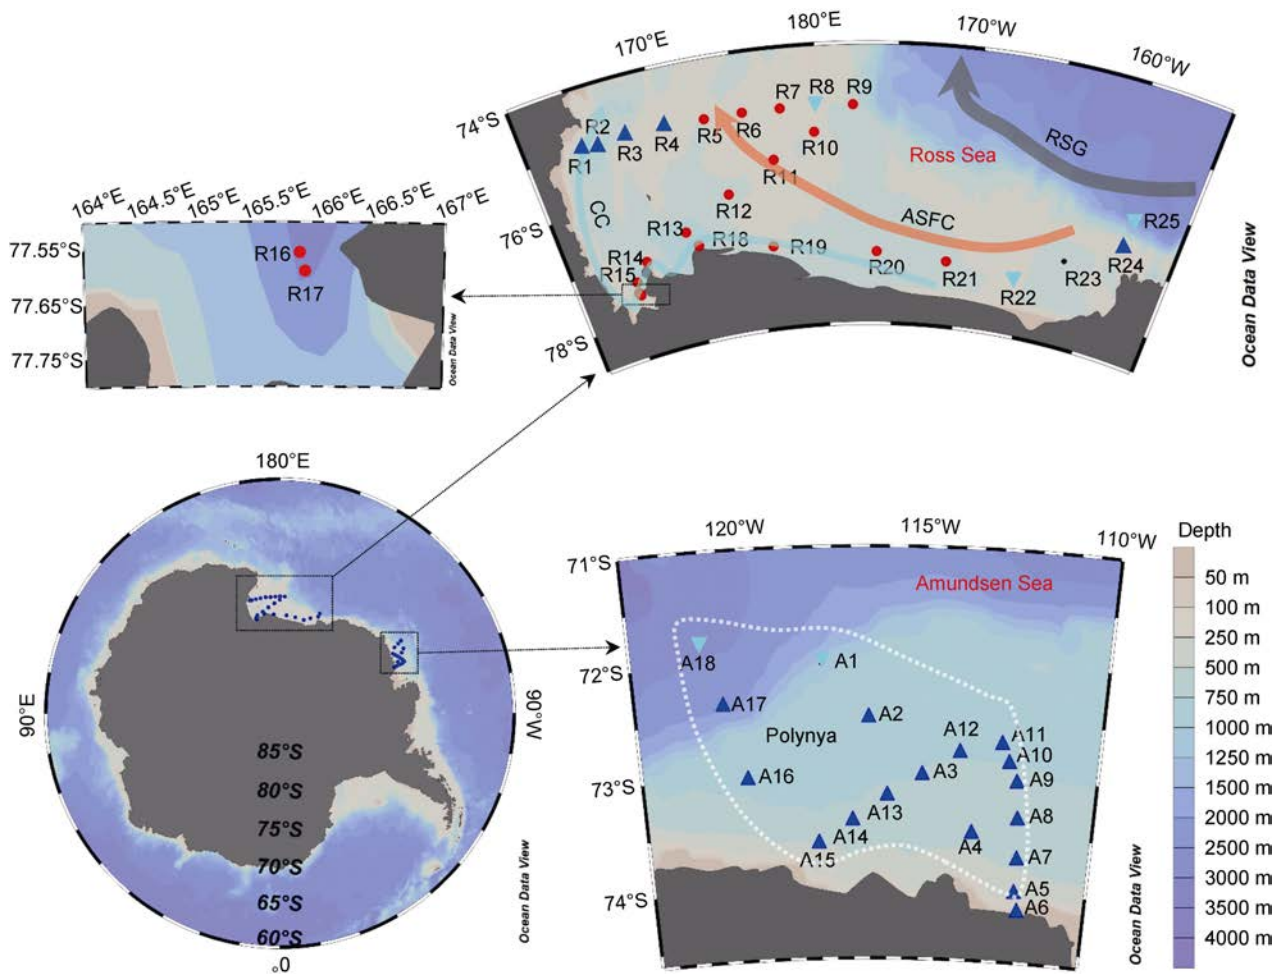 180°E
170°W
170°E
160°W
74°S
76°S
78°S
R1
R2
R3
R4
R5
R6
R7
R8
R9
R10
R11
R12
R13
R14
R15
R18
R19
R20
R21
R22
R23
R24
R25
Ross Sea
RSG
ASFC
CC
Ocean Data View
164°E
164.5°E
165°E
165.5°E
166°E
166.5°E
167°E
77.55°S
77.65°S
77.75°S
R16
R17
Ocean Data View
180°E
90°E
90°W
0°
85°S
80°S
75°S
70°S
65°S
60°S
Ocean Data View
120°W
115°W
110°W
71°S
72°S
73°S
74°S
Amundsen Sea
A18
A1
A17
A2
Polynya
A12
A11
A10
A16
A3
A9
A13
A8
A14
A4
A15
A7
A5
A6
Ocean Data View
Depth
50 m
100 m
250 m
500 m
750 m
1000 m
1250 m
1500 m
2000 m
2500 m
3000 m
3500 m
4000 m